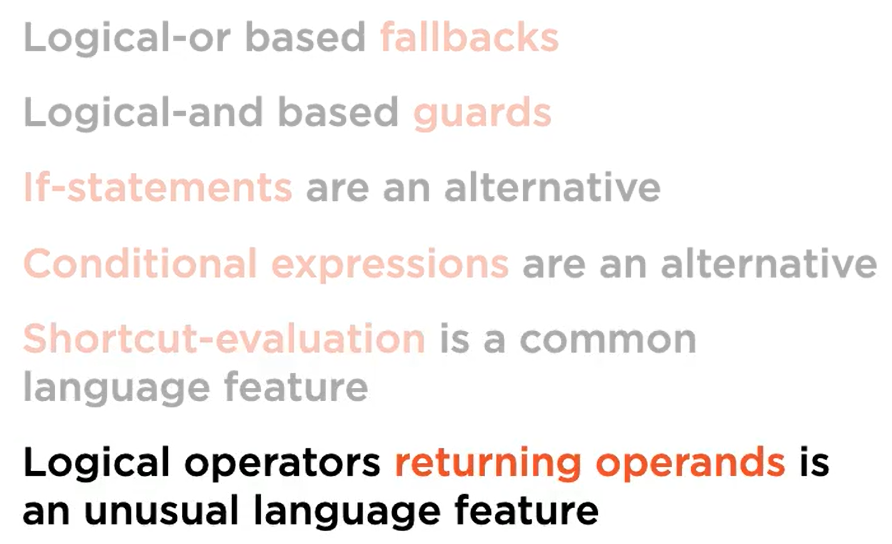 Logical-or based fallbacks
Logical-and based guards
If-statements are an alternative
Conditional expressions are an alternative
Shortcut-evaluation is a common
language feature
Logical operators returning operands is
an unusual language feature